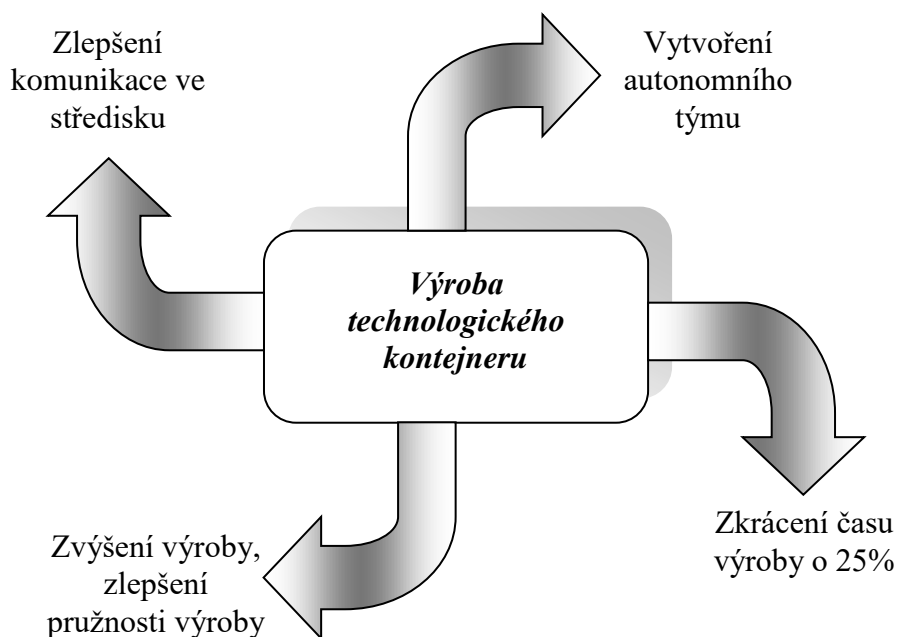 Zlepšení
komunikace ve
středisku
Vytvoření
autonomního
týmu
Výroba
technologického
kontejneru
Zvýšení výroby,
zlepšení
pružnosti výroby
Zkrácení času
výroby o 25%